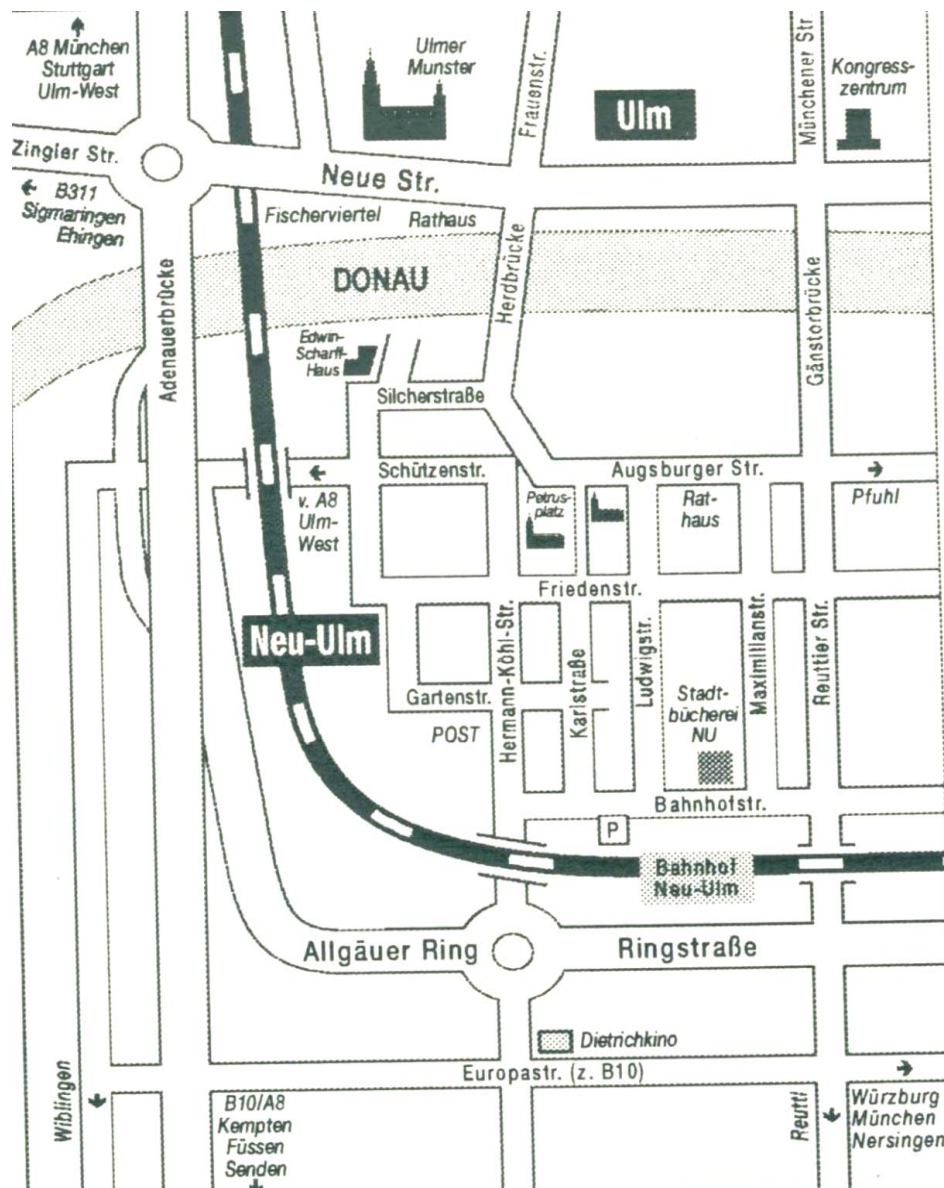 A8 München
Stuttgart
Ulm-West
Ulmer
Munster
Frauenstr.
Ulm
Münchener Str.
Kongress-
zentrum
Zingler Str.
Neue Str.
B311
Sigmaringen
Ehingen
Fischerviertel
Rathaus
Adenauerbrücke
DONAU
Herdbrücke
Gänstorbrücke
Edwin-
Scharff-
Haus
Silcherstraße
Schützenstr.
Augsburger Str.
v. A8
Ulm-
West
Petrus-
platz
Rat-
haus
Pfuhl
Friedenstr.
Neu-Ulm
Hermann-Köhl-Str.
Karlstraße
Ludwigstr.
Maximilianstr.
Reuttier Str.
Gartenstr.
POST
Stadt-
bücherei
NU
Bahnhofstr.
P
Bahnhof
Neu-Ulm
Allgäuer Ring
Ringstraße
Dietrichkino
Europastr. (z. B10)
Wiblingen
B10/A8
Kempten
Füssen
Senden
Reutti
Würzburg
München
Nersingen